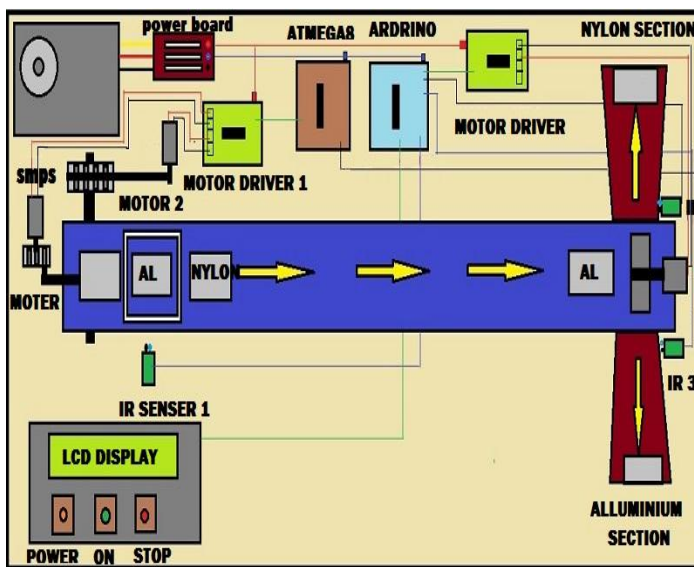 power board
ATMEGA8
ARDRINO
NYLON SECTION
MOTOR DRIVER
smps
MOTOR DRIVER 1
MOTOR 2
AL
NYLON
AL
MOTER
IR SENSER 1
IR 3
LCD DISPLAY
POWER
ON
STOP
ALLUMINIUM
SECTION